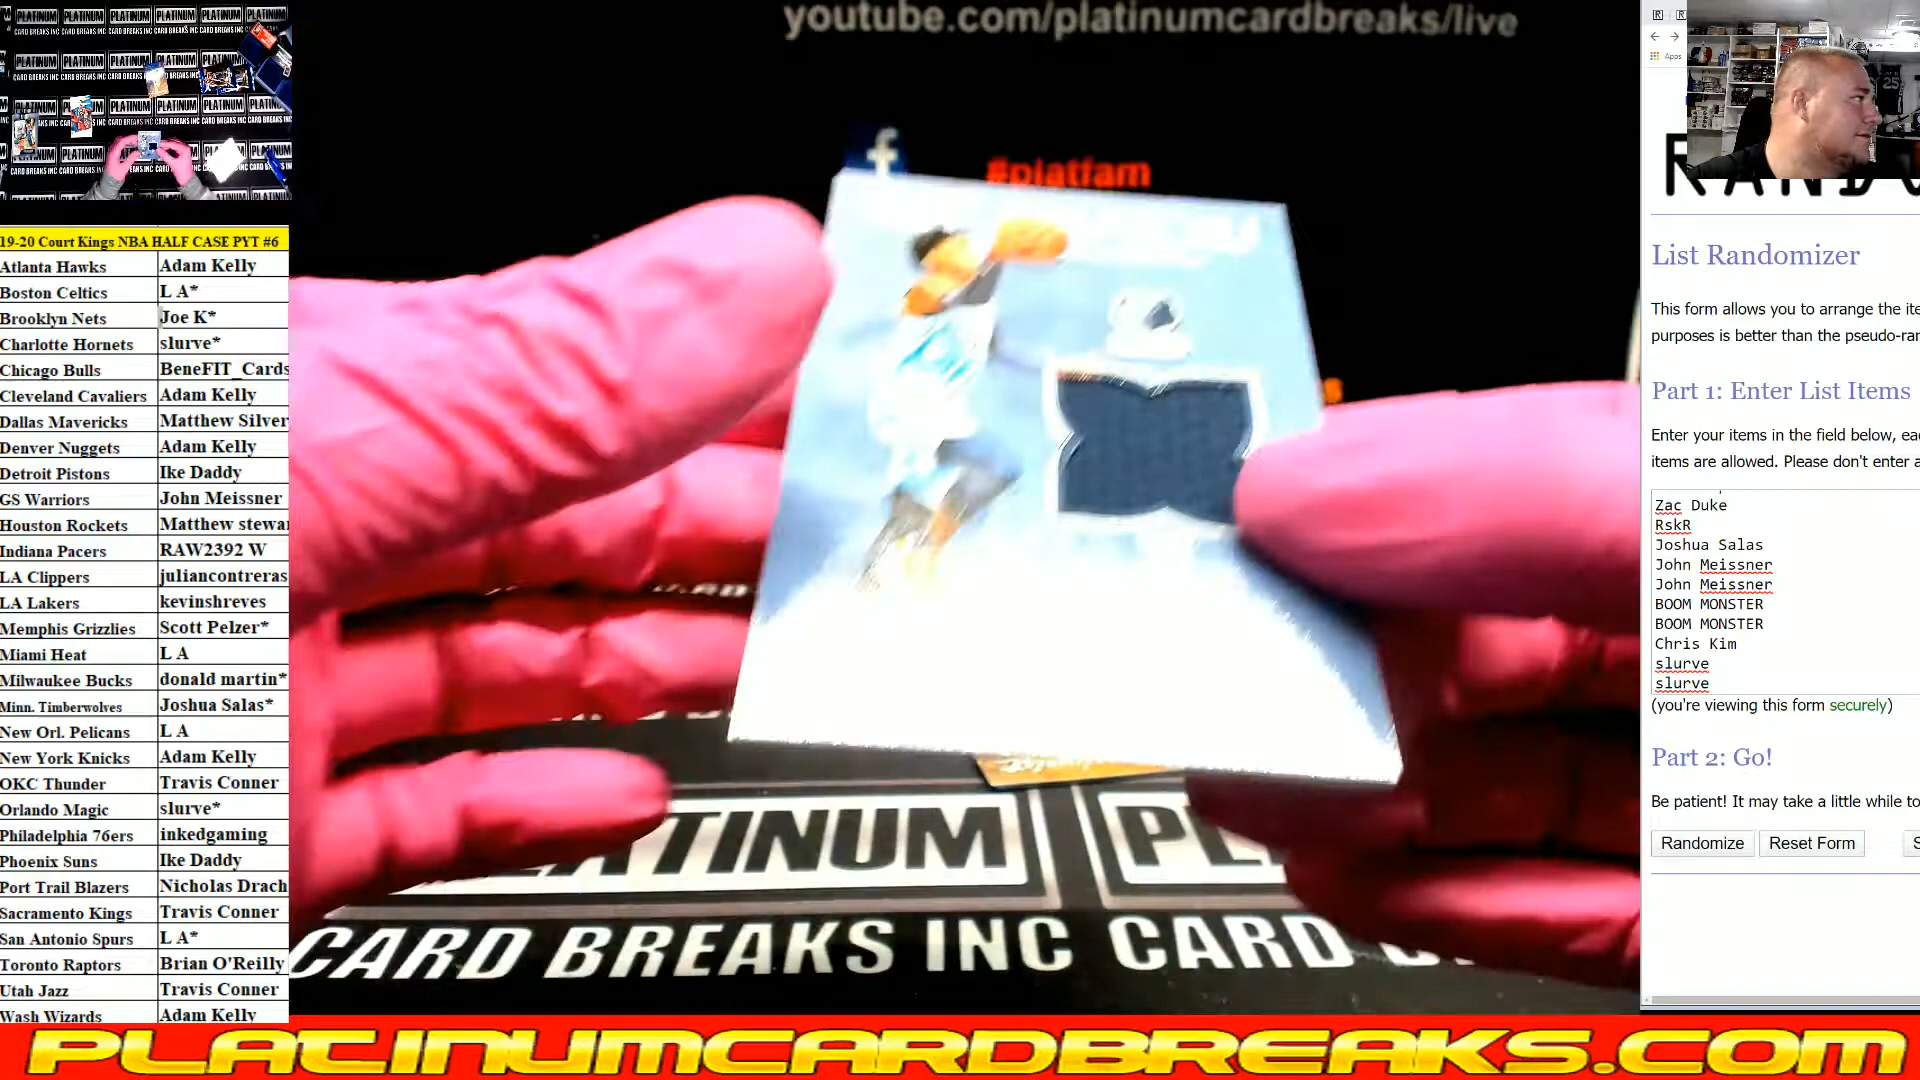 youtube.com/platinumcardbreaks/live
#platfam
PLATINUM
CARD BREAKS INC CARD
19-20 Court Kings NBA HALF CASE PYT #6
Atlanta Hawks Adam Kelly
Boston Celtics L A*
Brooklyn Nets Joe K*
Charlotte Hornets slurve*
Chicago Bulls BeneFIT_Cards
Cleveland Cavaliers Adam Kelly
Dallas Mavericks Matthew Silver
Denver Nuggets Adam Kelly
Detroit Pistons Ike Daddy
GS Warriors John Meissner
Houston Rockets Matthew stewar
Indiana Pacers RAW2392 W
LA Clippers juliancontreras
LA Lakers kevinshreves
Memphis Grizzlies Scott Pelzer*
Miami Heat L A
Milwaukee Bucks donald martin*
Minn. Timberwolves Joshua Salas*
New Orl. Pelicans L A
New York Knicks Adam Kelly
OKC Thunder Travis Conner
Orlando Magic slurve*
Philadelphia 76ers inkedgaming
Phoenix Suns Ike Daddy
Port Trail Blazers Nicholas Drach
Sacramento Kings Travis Conner
San Antonio Spurs L A*
Toronto Raptors Brian O'Reilly
Utah Jazz Travis Conner
Wash Wizards Adam Kelly
Apps
List Randomizer
This form allows you to arrange the ite
purposes is better than the pseudo-ran
Part 1: Enter List Items
Enter your items in the field below, eac
items are allowed. Please don't enter a
Zac Duke
RskR
Joshua Salas
John Meissner
John Meissner
BOOM MONSTER
BOOM MONSTER
Chris Kim
slurve
slurve
(you're viewing this form securely)
Part 2: Go!
Be patient! It may take a little while to
Randomize Reset Form S
PLATINUMCARDBREAKS.COM